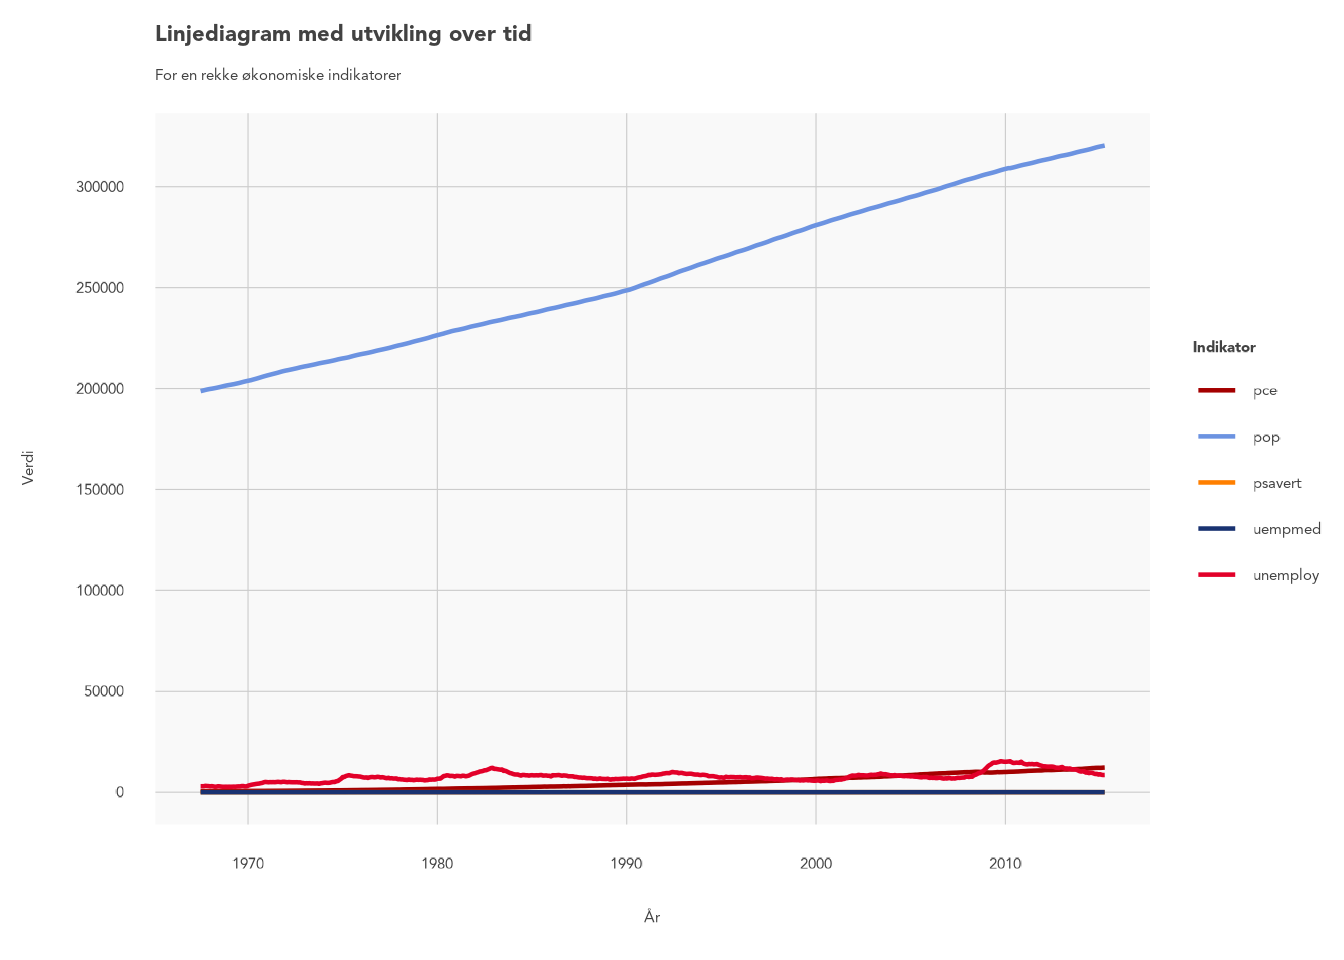 Linjediagram med utvikling over tid
For en rekke økonomiske indikatorer
Verdi
300000
250000
200000
150000
100000
50000
0
1970 1980 1990 2000 2010
År
Indikator
pce
pop
psavert
uempmed
unemploy